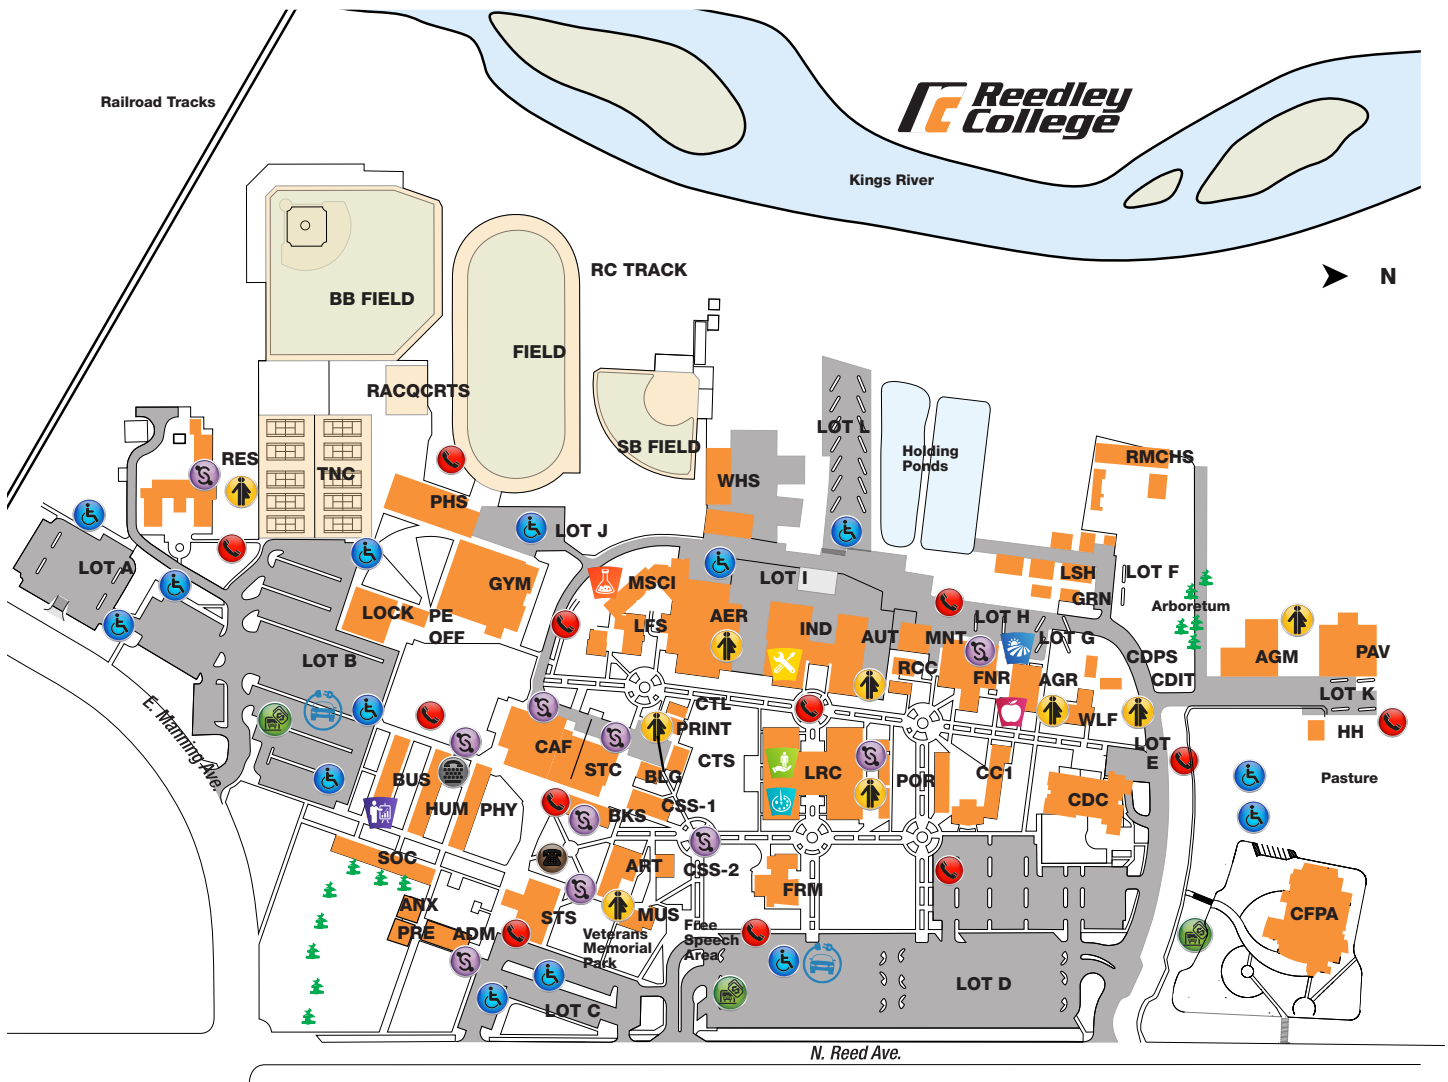 Reedley
College
Railroad Tracks
Kings River
N
RC TRACK
BB FIELD
FIELD
RACQCRTS
SB FIELD
LOT L
Holding
Ponds
RMCHS
RES
TNC
WHS
PHS
LOT J
LOT A
GYM
MSCI
LOT I
LSH
LOT F
GRN
Arboretum
LOCK
PE
OFF
LFS
AER
IND
AUT
MNT
LOT H
LOT G
LOT B
RCC
FNR
AGR
CDPS
CDIT
AGM
PAV
LOT K
E. Manning Ave.
CTL
PRINT
WLF
HH
CAF
CTS
LOT
E
STC
BLG
LRC
POR
CC1
BUS
Pasture
HUM
PHY
BKS
CSS-1
CDC
SOC
ART
CSS-2
FRM
ANX
PRE
ADM
STS
MUS
CFPA
Veterans
Memorial
Park
Free
Speech
Area
LOT D
LOT C
N. Reed Ave.